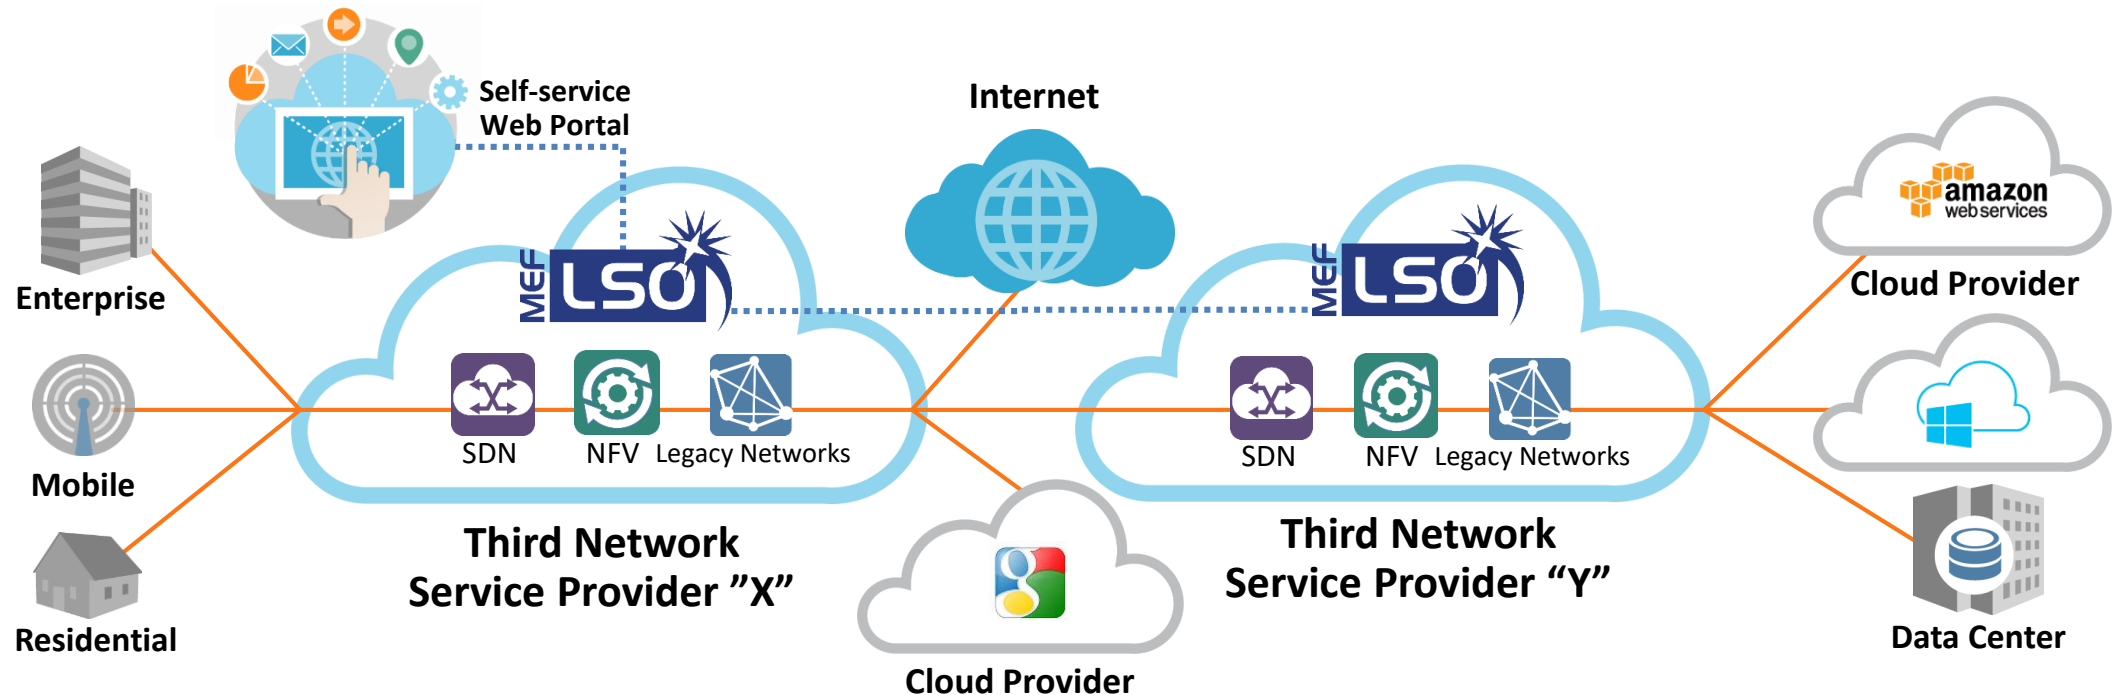 Self-service
Web Portal
Internet
amazon
webservices
Cloud Provider
Enterprise
MEF
LSO
MEF
LSO
SDN
NFV
Legacy Networks
SDN
NFV
Legacy Networks
Mobile
Residential
Third Network
Service Provider ”X”
g
Cloud Provider
Third Network
Service Provider “Y”
Data Center